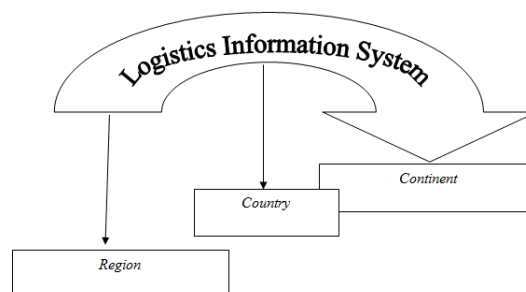 Logistics Information System
Continent
Country
Region